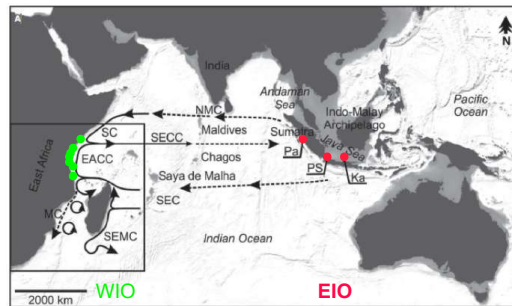 A
N
India
Andaman
Sea
Pacific
Ocean
NMC
Indo-Malay
Archipelago
SC
Maldives
Sumatra
SECC
Java Sea
East Africa
EACC
Chagos
Pa
Saya de Malha
PS
Ka
SEC
MC
SEMC
Indian Ocean
2000 km
WIO
EIO